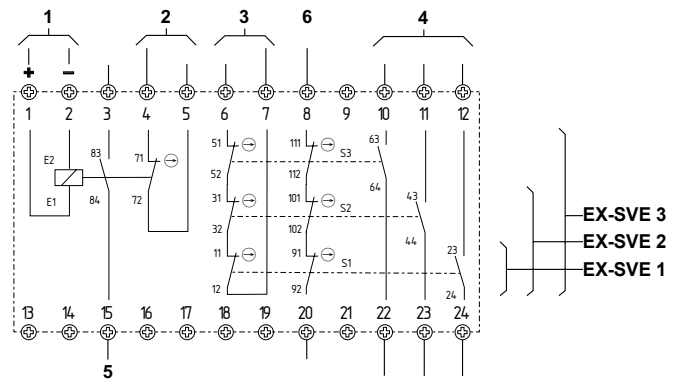 1 2 3 6 4
+ −
1 2 3 4 5 6 7 8 9 10 11 12
51 111 63
83 71
E2 S3
52 112 64
E1 84 72
31 101 43
S2
32 102 44
11 91 23
S1
12 92 24
EX-SVE 3
EX-SVE 2
EX-SVE 1
13 14 15 16 17 18 19 20 21 22 23 24
5